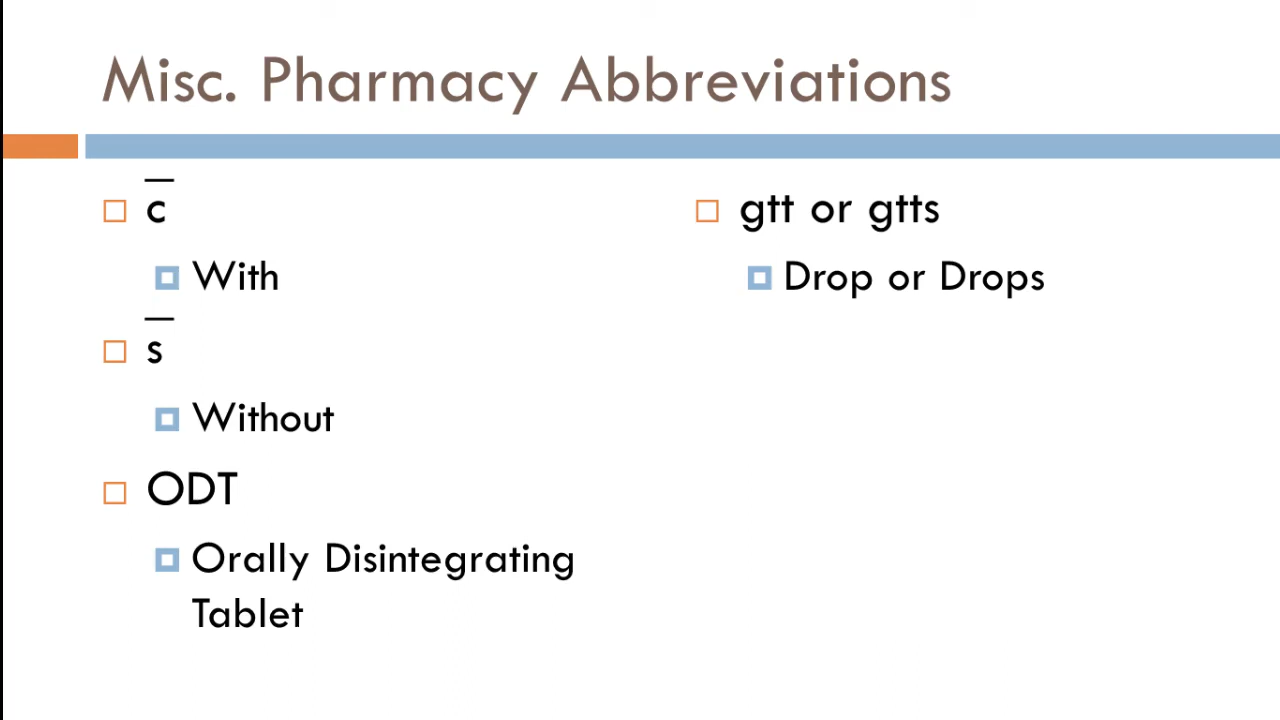 Misc. Pharmacy Abbreviations
c̅
With
s̅
Without
ODT
Orally Disintegrating
Tablet
gtt or gtts
Drop or Drops